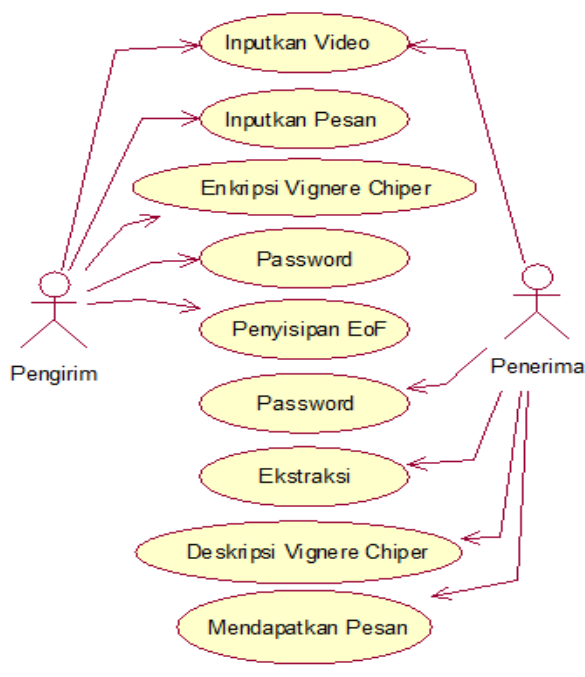 Inputkan Video
Inputkan Pesan
Enkripsi Vignere Chiper
Password
Penyisipan EoF
Pengirim
Penerima
Password
Ekstraksi
Deskripsi Vignere Chiper
Mendapatkan Pesan